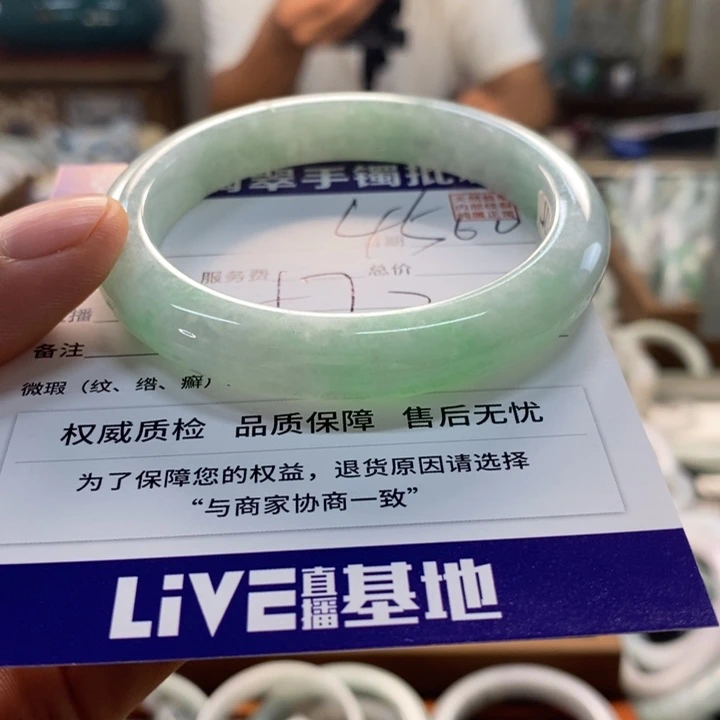 翠手镯批
4560
服务费 总价
播
备注
微瑕（纹、绺、癣）
权威质检 品质保障 售后无忧
为了保障您的权益，退货原因请选择
“与商家协商一致”
LiVE直播基地